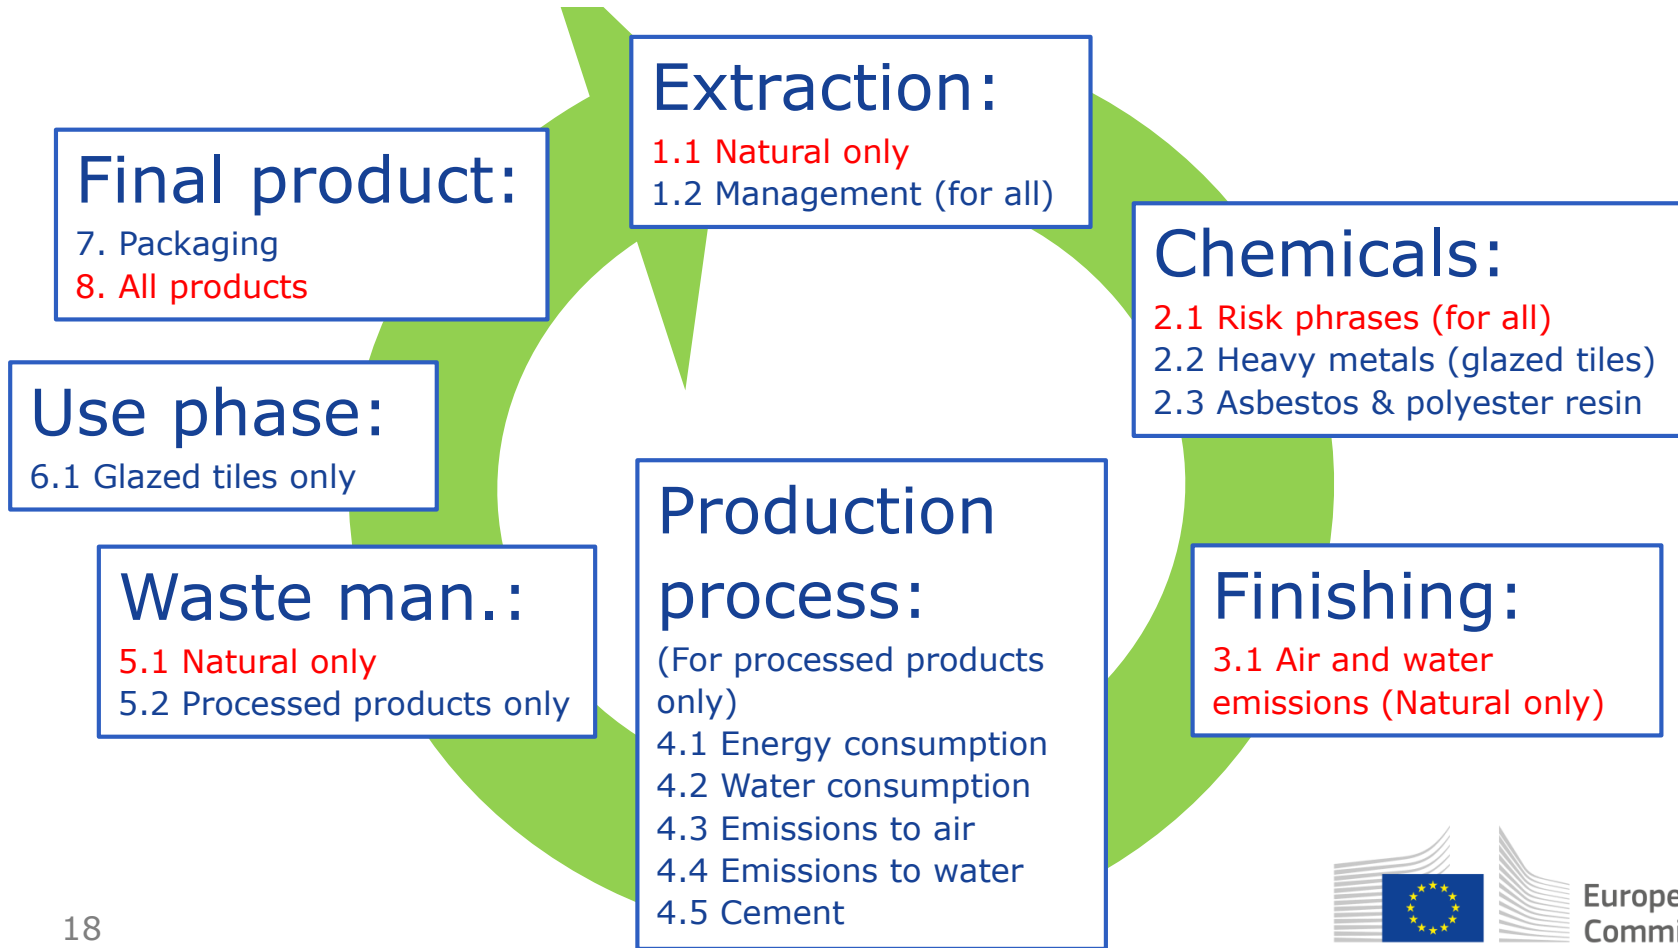 Extraction:
1.1 Natural only
1.2 Management (for all)
Final product:
7. Packaging
8. All products
Chemicals:
2.1 Risk phrases (for all)
2.2 Heavy metals (glazed tiles)
2.3 Asbestos & polyester resin
Use phase:
6.1 Glazed tiles only
Production
process:
(For processed products
only)
4.1 Energy consumption
4.2 Water consumption
4.3 Emissions to air
4.4 Emissions to water
4.5 Cement
Waste man.:
5.1 Natural only
5.2 Processed products only
Finishing:
3.1 Air and water
emissions (Natural only)
18
Europe
Commi